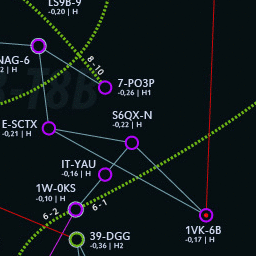 LS9B-9
-0,20 | H
8 - 10
NAG-6
2 | H
7-PO3P
-0,26 | H1
S6QX-N
-0,22 | H
E-SCTX
-0,21 | H
IT-YAU
-0,16 | H
1W-0KS
-0,10 | H
6 - 1
6 - 2
1VK-6B
-0,17 | H
39-DGG
-0,36 | H2